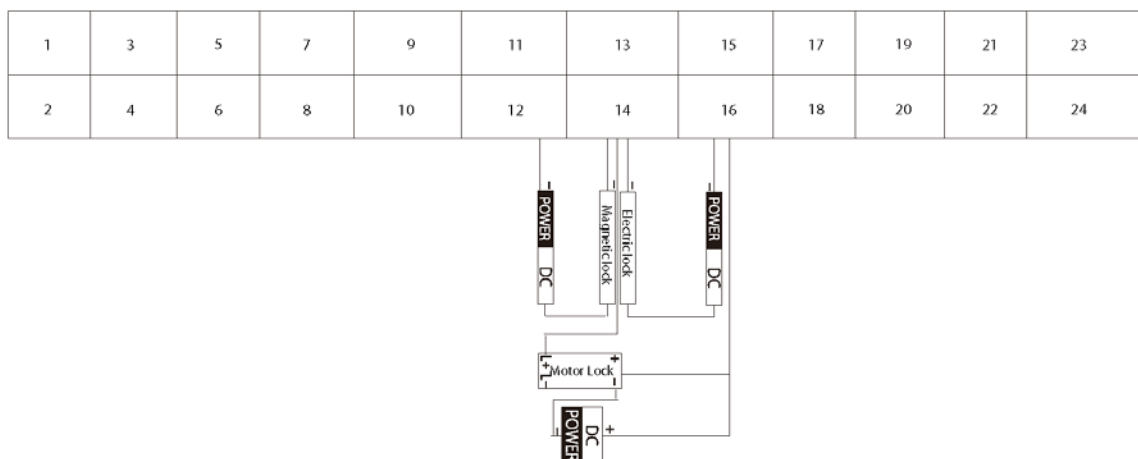 1 3 5 7 9 11 13 15 17 19 21 23
2 4 6 8 10 12 14 16 18 20 22 24
- - - -
POWER DC
Magnetic lock
Electric lock
POWER DC
L+ +
Motor Lock
L- -
- DC +
POWER